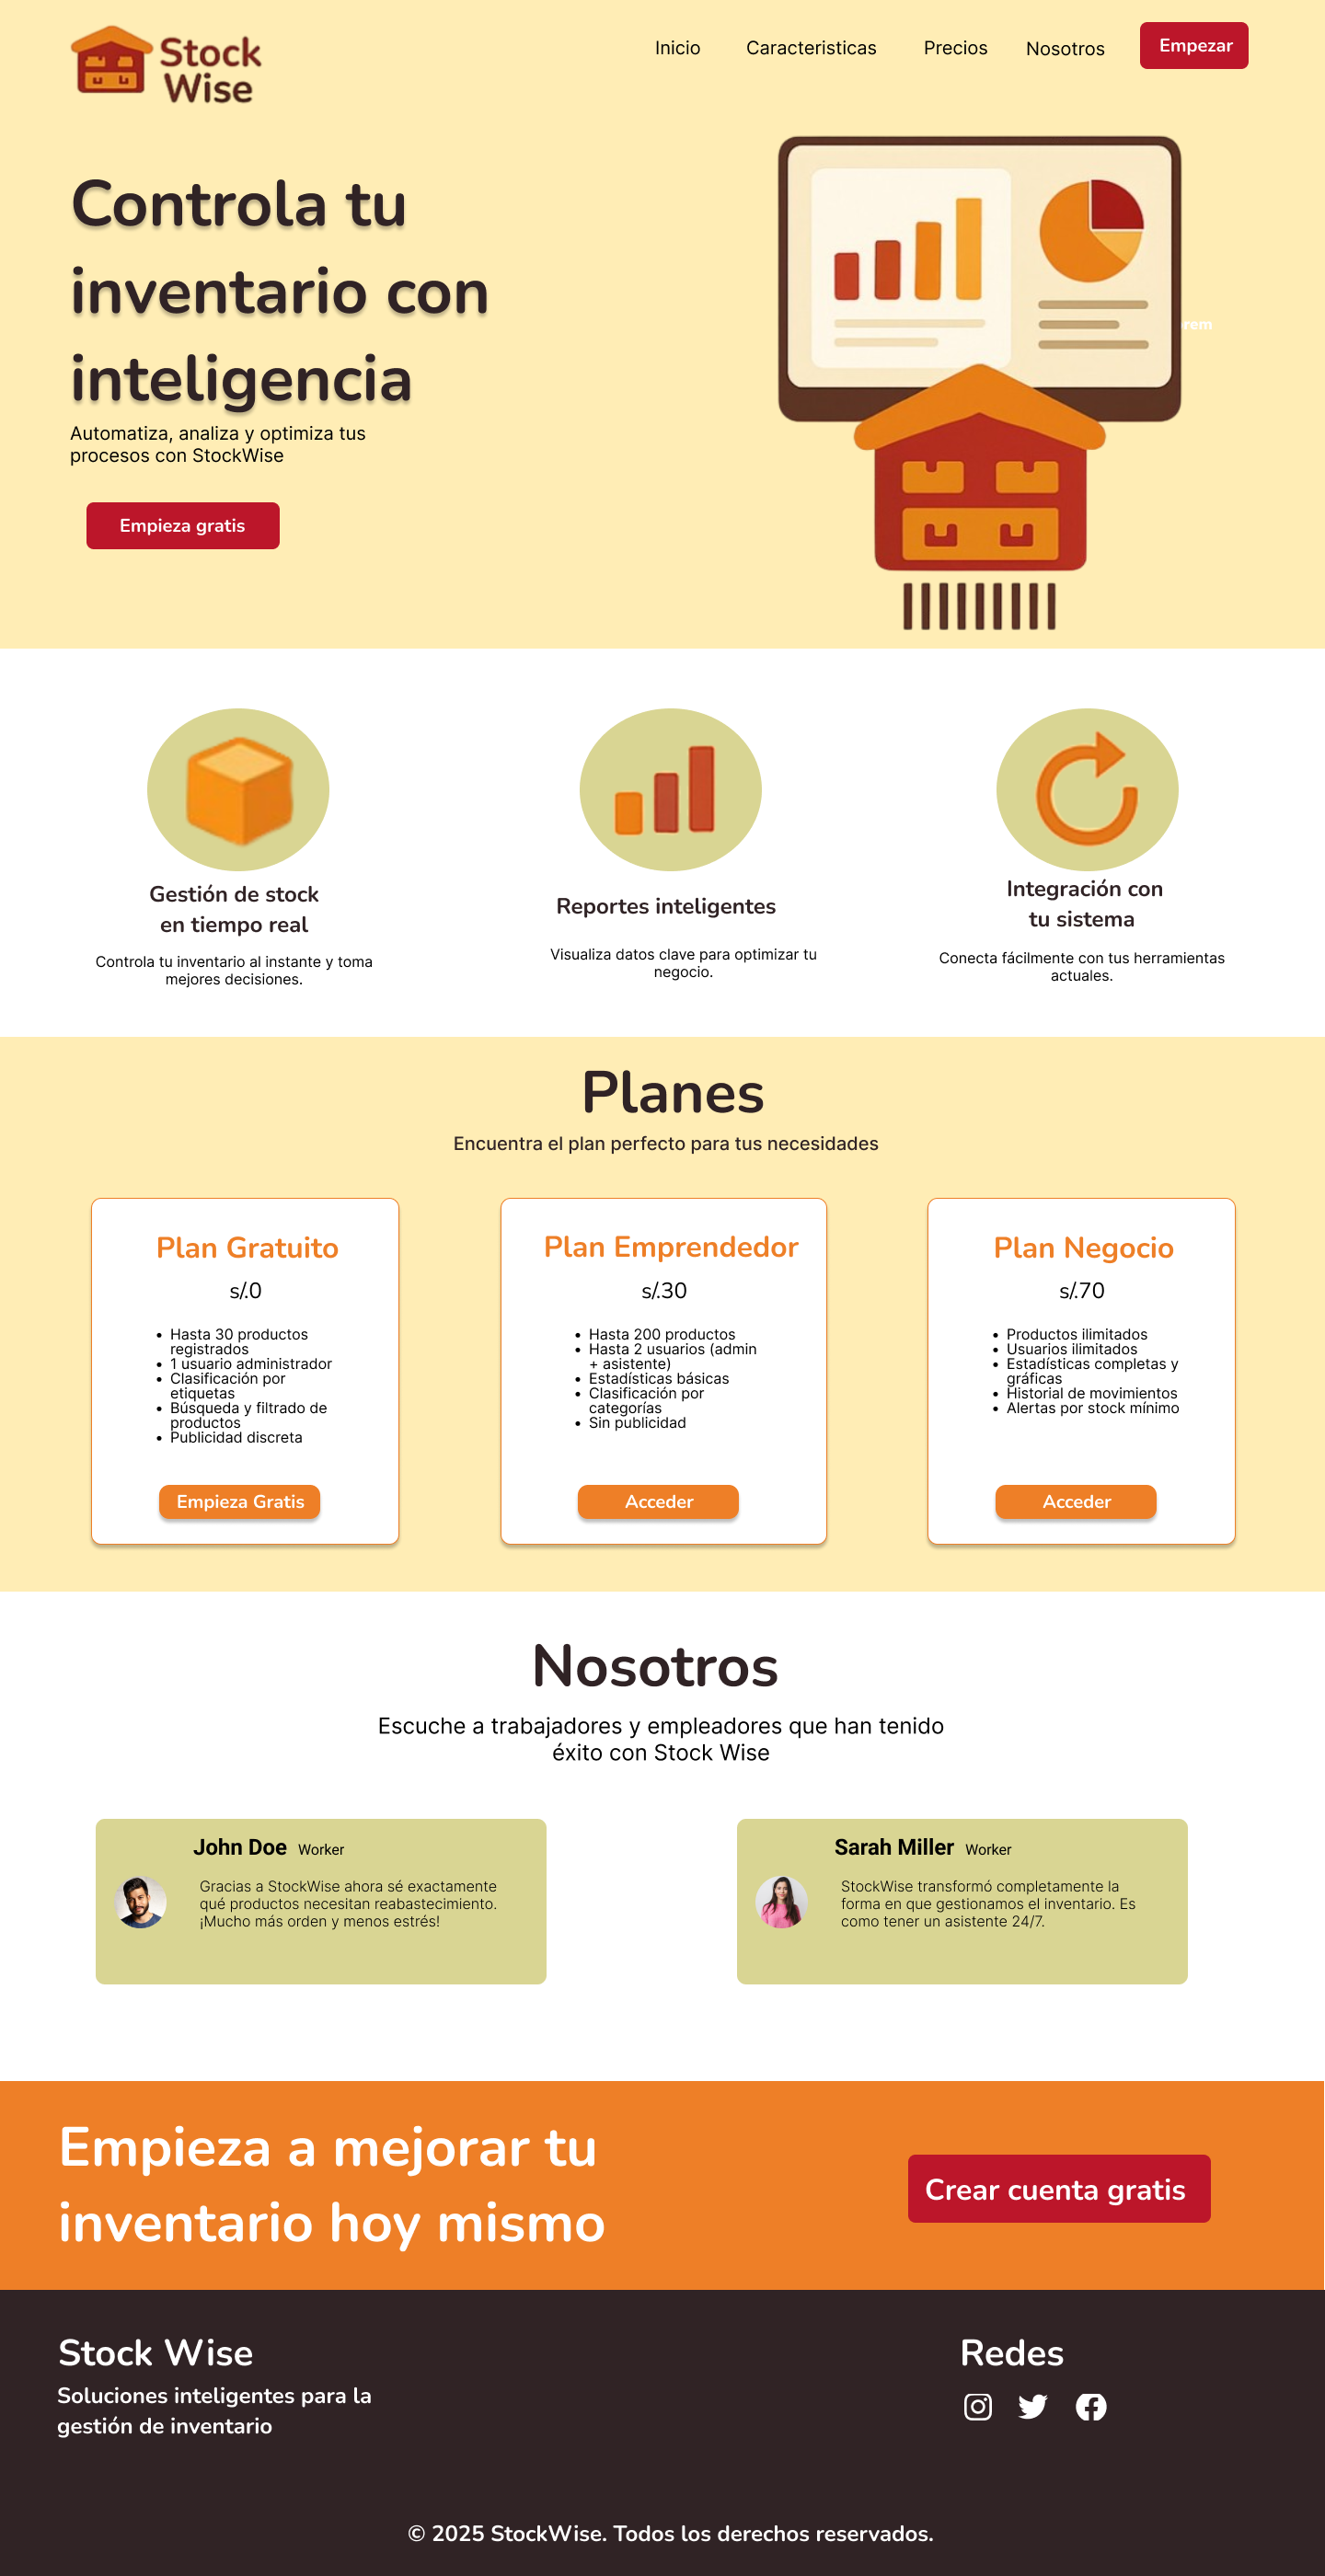 Stock
Wise
Inicio
Caracteristicas
Precios
Nosotros
Empezar
Controla tu
inventario con
inteligencia
Automatiza, analiza y optimiza tus
procesos con StockWise
Empieza gratis
Gestión de stock
en tiempo real
Controla tu inventario al instante y toma
mejores decisiones.
Reportes inteligentes
Visualiza datos clave para optimizar tu
negocio.
Integración con
tu sistema
Conecta fácilmente con tus herramientas
actuales.
Planes
Encuentra el plan perfecto para tus necesidades
Plan Gratuito
s/.0
• Hasta 30 productos
registrados
• 1 usuario administrador
• Clasificación por
etiquetas
• Búsqueda y filtrado de
productos
• Publicidad discreta
Empieza Gratis
Plan Emprendedor
s/.30
• Hasta 200 productos
• Hasta 2 usuarios (admin
+ asistente)
• Estadísticas básicas
• Clasificación por
categorías
• Sin publicidad
Acceder
Plan Negocio
s/.70
• Productos ilimitados
• Usuarios ilimitados
• Estadísticas completas y
gráficas
• Historial de movimientos
• Alertas por stock mínimo
Acceder
Nosotros
Escuche a trabajadores y empleadores que han tenido
éxito con Stock Wise
John Doe Worker
Gracias a StockWise ahora sé exactamente
qué productos necesitan reabastecimiento.
¡Mucho más orden y menos estrés!
Sarah Miller Worker
StockWise transformó completamente la
forma en que gestionamos el inventario. Es
como tener un asistente 24/7.
Empieza a mejorar tu
inventario hoy mismo
Crear cuenta gratis
Stock Wise
Soluciones inteligentes para la
gestión de inventario
Redes
© 2025 StockWise. Todos los derechos reservados.